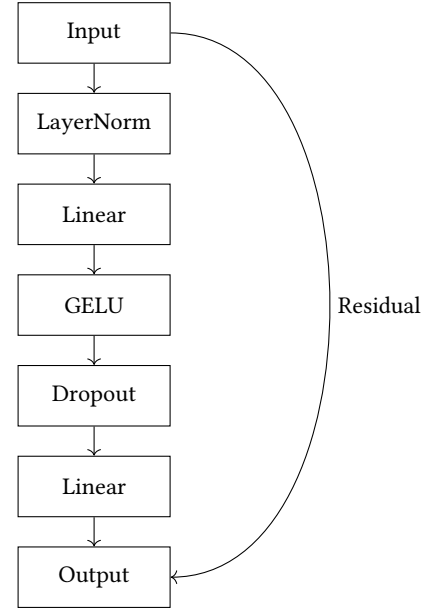 Input
LayerNorm
Linear
GELU
Residual
Dropout
Linear
Output